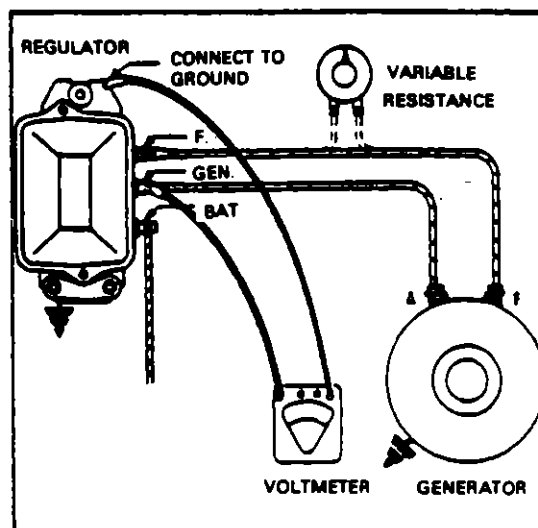 REGULATOR
CONNECT TO
GROUND
VARIABLE
RESISTANCE
F.
GEN.
BAT
A
F
VOLTMETER
GENERATOR